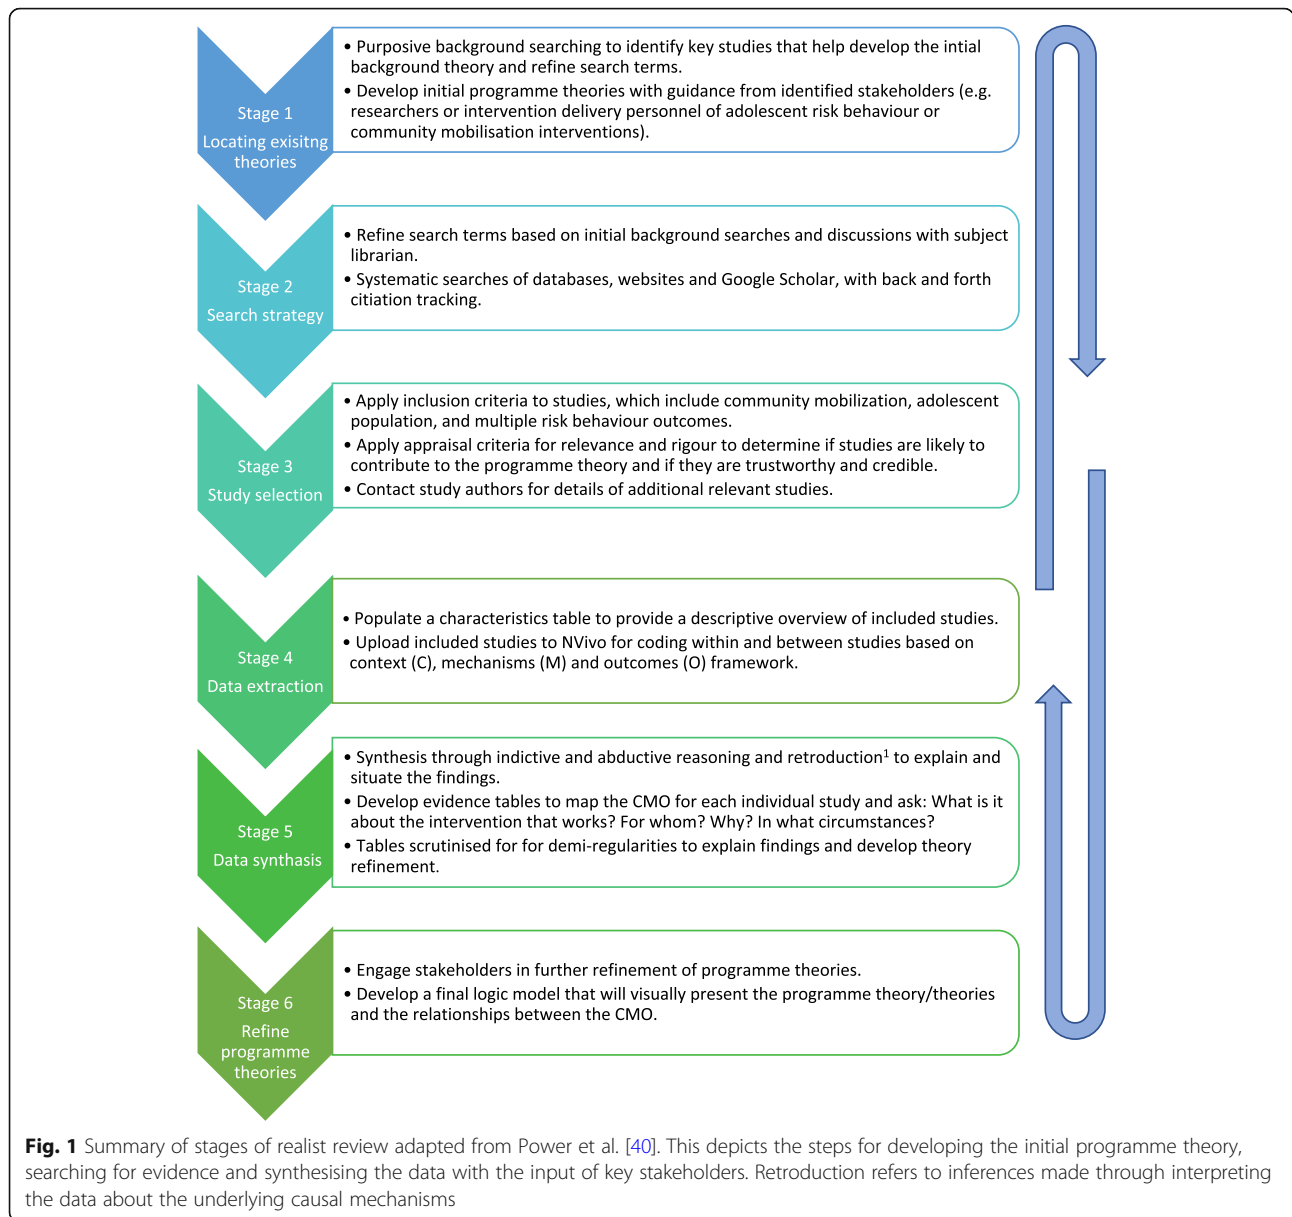 Stage 1
Locating exisitng
theories
• Purposive background searching to identify key studies that help develop the intial
background theory and refine search terms.
• Develop initial programme theories with guidance from identified stakeholders (e.g.
researchers or intervention delivery personnel of adolescent risk behaviour or
community mobilisation interventions).
Stage 2
Search strategy
• Refine search terms based on initial background searches and discussions with subject
librarian.
• Systematic searches of databases, websites and Google Scholar, with back and forth
citiation tracking.
Stage 3
Study selection
• Apply inclusion criteria to studies, which include community mobilization, adolescent
population, and multiple risk behaviour outcomes.
• Apply appraisal criteria for relevance and rigour to determine if studies are likely to
contribute to the programme theory and if they are trustworthy and credible.
• Contact study authors for details of additional relevant studies.
Stage 4
Data extraction
• Populate a characteristics table to provide a descriptive overview of included studies.
• Upload included studies to NVivo for coding within and between studies based on
context (C), mechanisms (M) and outcomes (O) framework.
Stage 5
Data synthasis
• Synthesis through indictive and abductive reasoning and retroduction¹ to explain and
situate the findings.
• Develop evidence tables to map the CMO for each individual study and ask: What is it
about the intervention that works? For whom? Why? In what circumstances?
• Tables scrutinised for for demi-regularities to explain findings and develop theory
refinement.
Stage 6
Refine
programme
theories
• Engage stakeholders in further refinement of programme theories.
• Develop a final logic model that will visually present the programme theory/theories
and the relationships between the CMO.
Fig. 1 Summary of stages of realist review adapted from Power et al. [40]. This depicts the steps for developing the initial programme theory,
searching for evidence and synthesising the data with the input of key stakeholders. Retroduction refers to inferences made through interpreting
the data about the underlying causal mechanisms